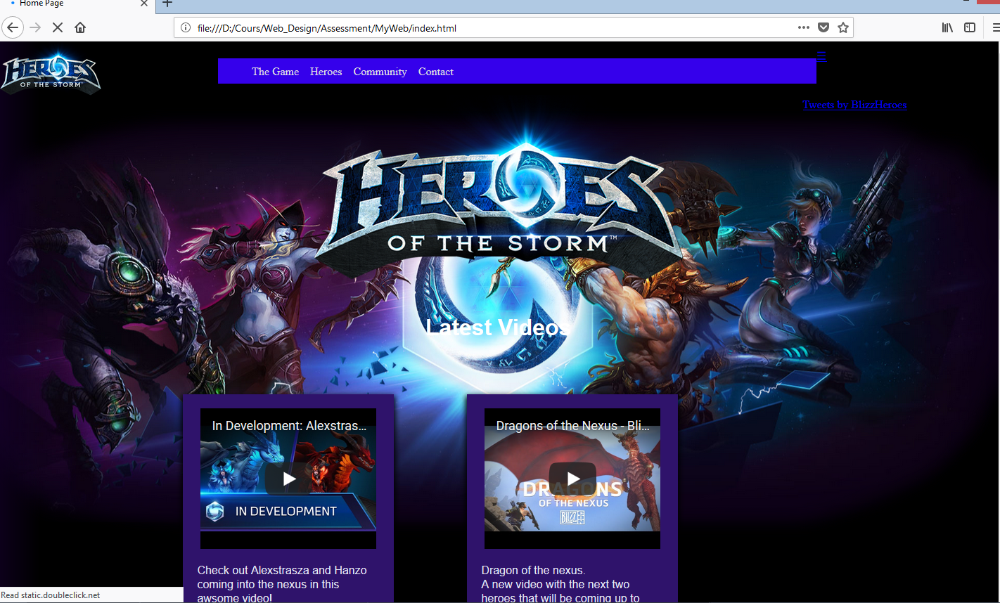 Home Page
file:///D:/Cours/Web_Design/Assessment/MyWeb/index.html
HEROES
OF THE STORM
The Game Heroes Community Contact
Tweets by BlizzHeroes
HEROES
OF THE STORM™
Latest Videos
In Development: Alexstras…
IN DEVELOPMENT
Check out Alexstrasza and Hanzo
coming into the nexus in this
awsome video!
Dragons of the Nexus - Bli…
DRAGONS
OF THE NEXUS
BLIZZ
Dragon of the nexus.
A new video with the next two
heroes that will be coming up to
Read static.doubleclick.net